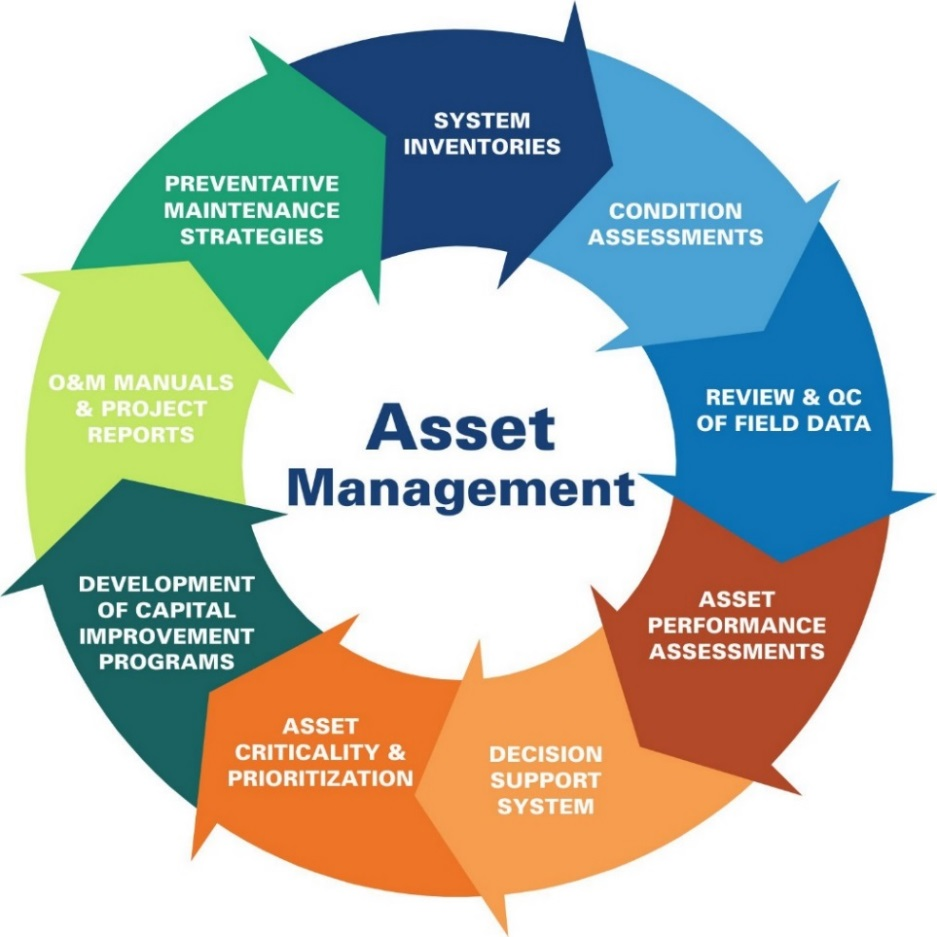 SYSTEM
INVENTORIES
CONDITION
ASSESSMENTS
REVIEW & QC
OF FIELD DATA
ASSET
PERFORMANCE
ASSESSMENTS
DECISION
SUPPORT
SYSTEM
ASSET
CRITICALITY &
PRIORITIZATION
DEVELOPMENT
OF CAPITAL
IMPROVEMENT
PROGRAMS
O&M MANUALS
& PROJECT
REPORTS
PREVENTATIVE
MAINTENANCE
STRATEGIES
Asset
Management